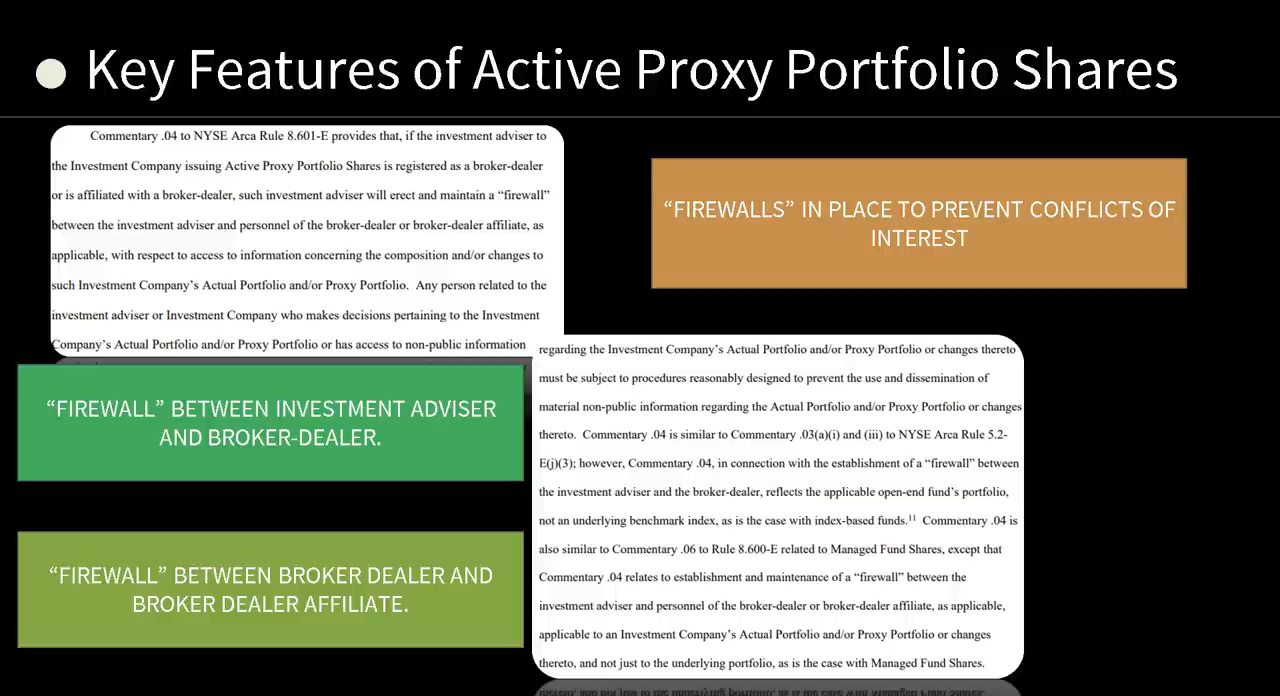 Key Features of Active Proxy Portfolio Shares
Commentary .04 to NYSE Arca Rule 8.601-E provides that, if the investment adviser to
the Investment Company issuing Active Proxy Portfolio Shares is registered as a broker-dealer
or is affiliated with a broker-dealer, such investment adviser will erect and maintain a “firewall”
between the investment adviser and personnel of the broker-dealer or broker-dealer affiliate, as
applicable, with respect to access to information concerning the composition and/or changes to
such Investment Company’s Actual Portfolio and/or Proxy Portfolio.  Any person related to the
investment adviser or Investment Company who makes decisions pertaining to the Investment
Company’s Actual Portfolio and/or Proxy Portfolio or has access to non-public information
“FIREWALLS” IN PLACE TO PREVENT CONFLICTS OF
INTEREST
“FIREWALL” BETWEEN INVESTMENT ADVISER
AND BROKER-DEALER.
“FIREWALL” BETWEEN BROKER DEALER AND
BROKER DEALER AFFILIATE.
regarding the Investment Company’s Actual Portfolio and/or Proxy Portfolio or changes thereto
must be subject to procedures reasonably designed to prevent the use and dissemination of
material non-public information regarding the Actual Portfolio and/or Proxy Portfolio or changes
thereto.  Commentary .04 is similar to Commentary .03(a)(i) and (iii) to NYSE Arca Rule 5.2-
E(j)(3); however, Commentary .04, in connection with the establishment of a “firewall” between
the investment adviser and the broker-dealer, reflects the applicable open-end fund’s portfolio,
not an underlying benchmark index, as is the case with index-based funds.¹¹  Commentary .04 is
also similar to Commentary .06 to Rule 8.600-E related to Managed Fund Shares, except that
Commentary .04 relates to establishment and maintenance of a “firewall” between the
investment adviser and personnel of the broker-dealer or broker-dealer affiliate, as applicable,
applicable to an Investment Company’s Actual Portfolio and/or Proxy Portfolio or changes
thereto, and not just to the underlying portfolio, as is the case with Managed Fund Shares.